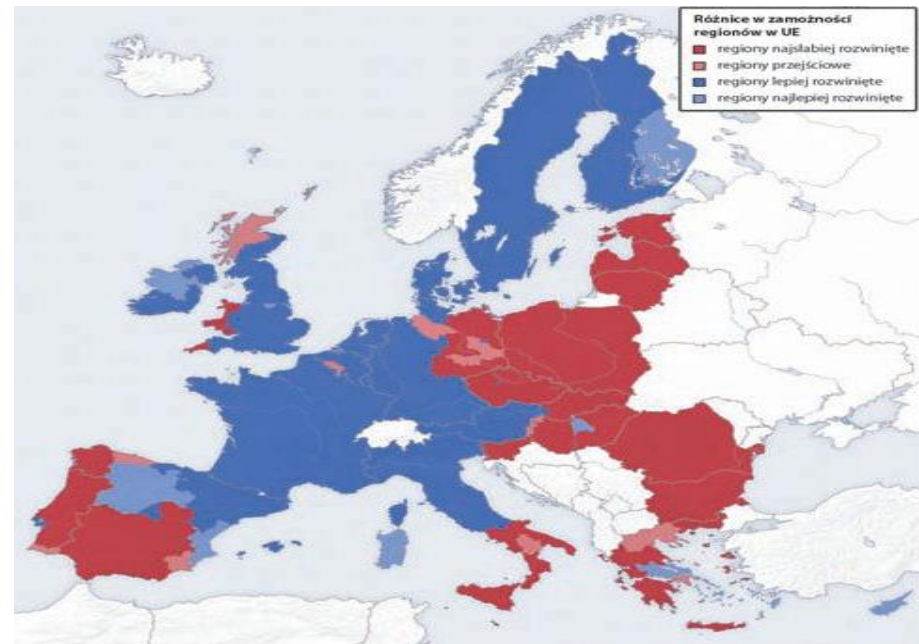 Różnice w zamożności
regionów w UE
regiony najsłabiej rozwinięte
regiony przejściowe
regiony lepiej rozwinięte
regiony najlepiej rozwinięte